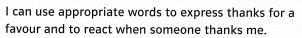 I can use appropriate words to express thanks for a
favour and to react when someone thanks me.